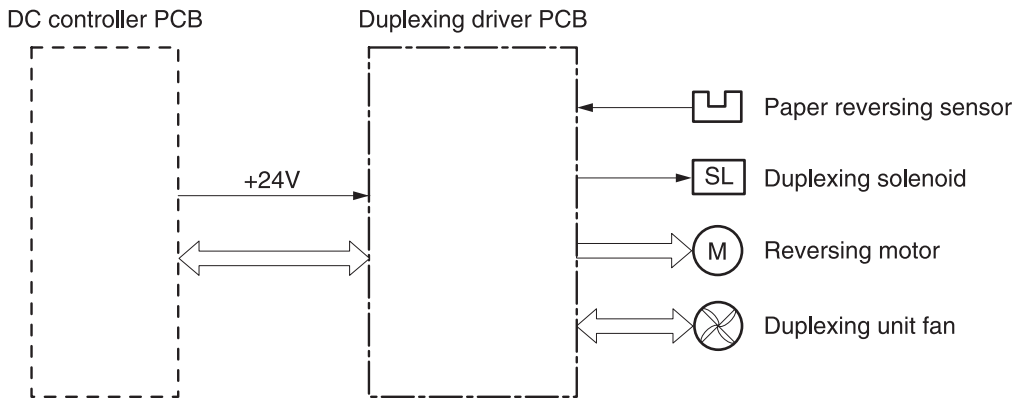 DC controller PCB
Duplexing driver PCB
Paper reversing sensor
+24V
SL Duplexing solenoid
M Reversing motor
Duplexing unit fan